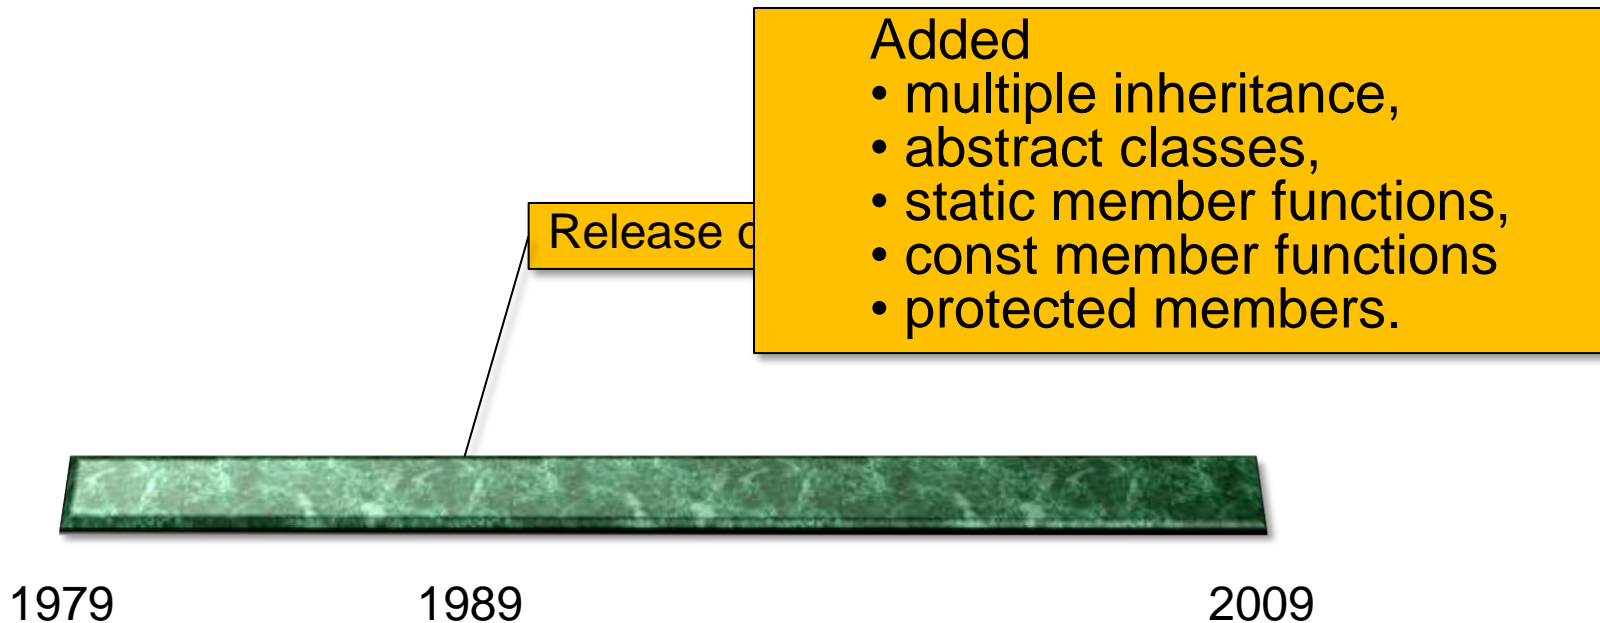 Added
• multiple inheritance,
• abstract classes,
• static member functions,
• const member functions
• protected members.
Release
1979 1989 2009